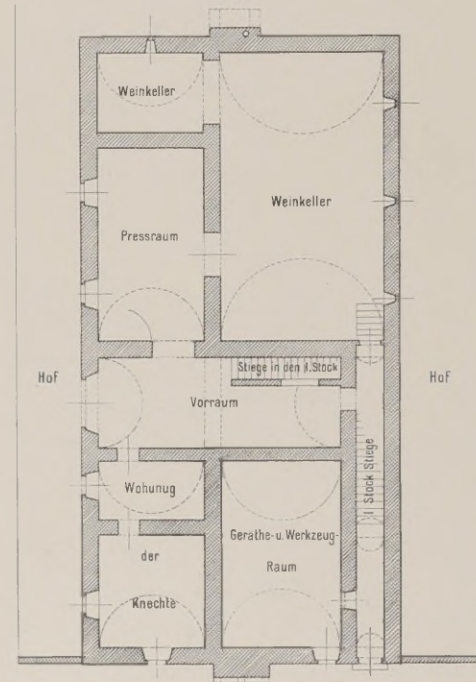 Weinkeller
Weinkeller
Pressraum
Hof
Hof
Stiege in den I. Stock
Vorraum
I Stock Stiege
Wohunug
der
Knechte
Geräthe- u. Werkzeug-
Raum